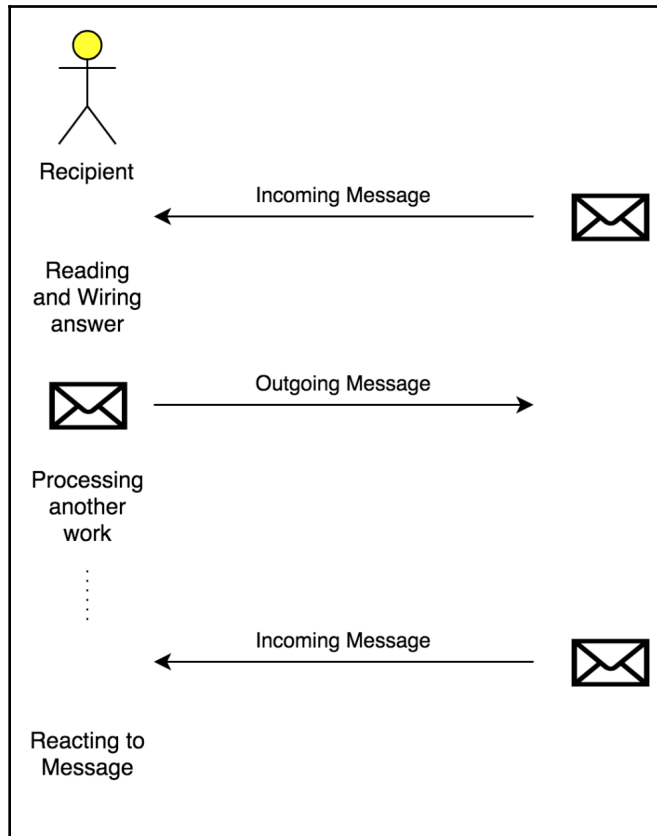 Recipient
Incoming Message
Reading
and Wiring
answer
Outgoing Message
Processing
another
work
Incoming Message
Reacting to
Message